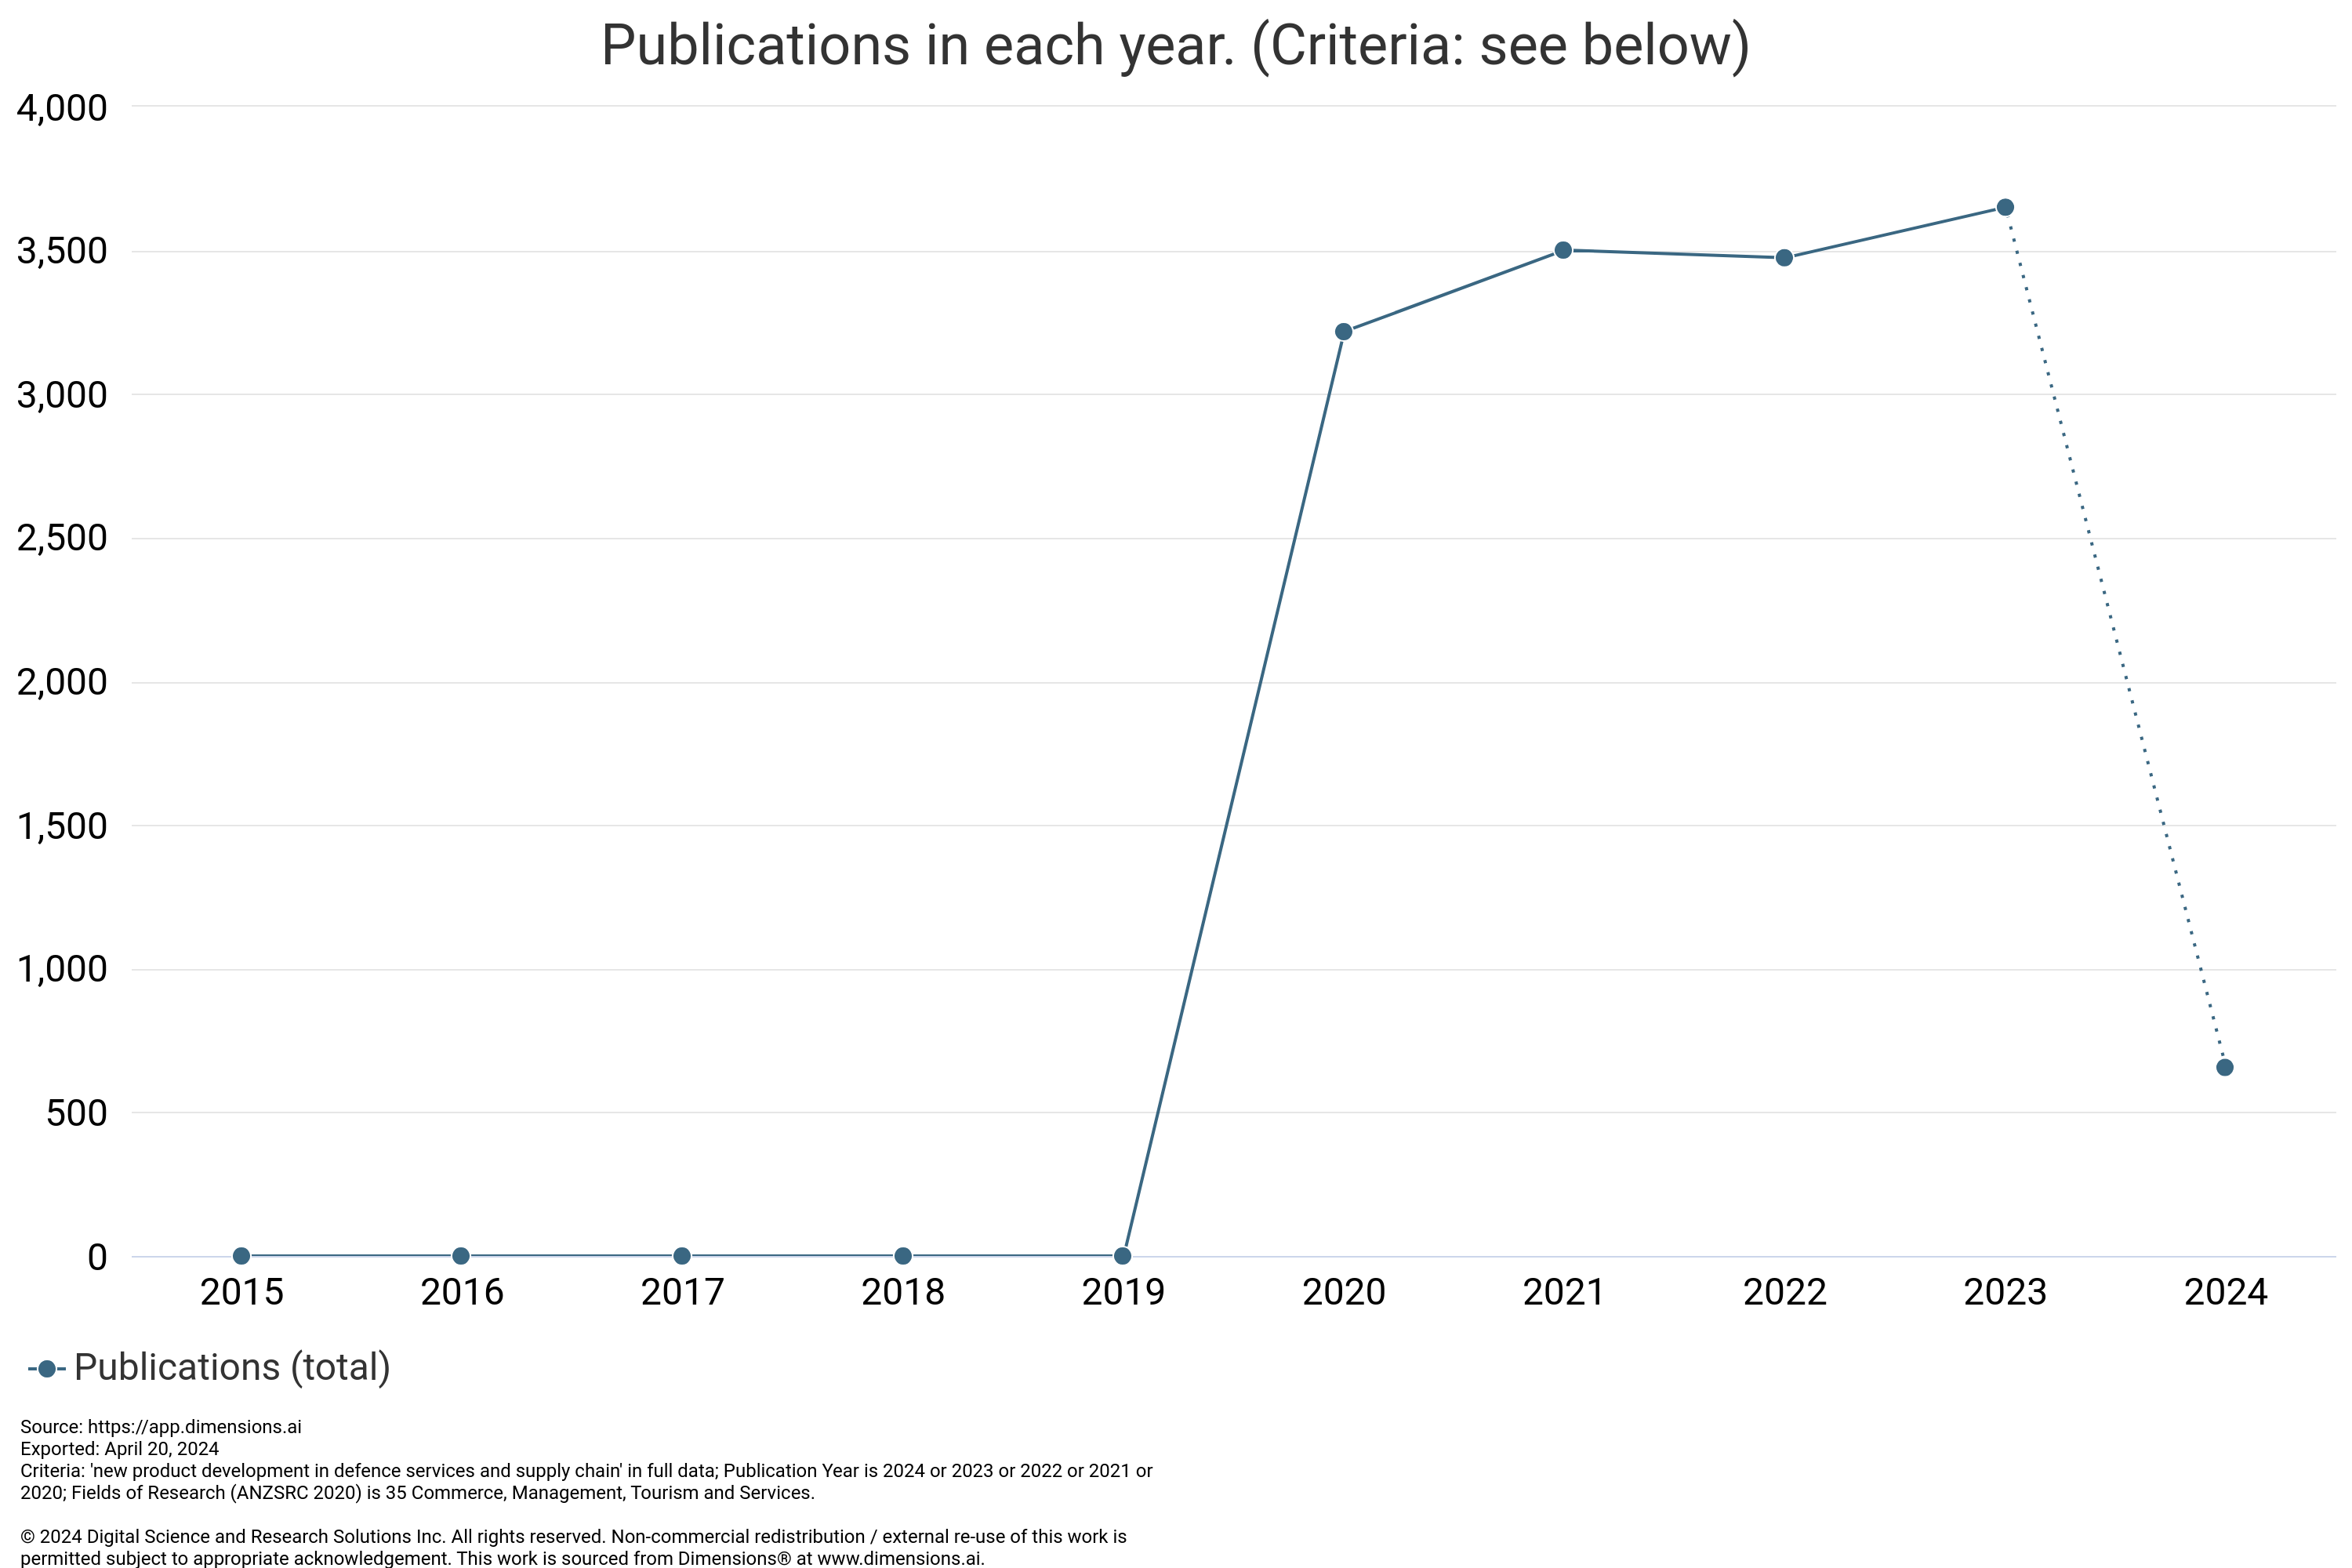 Publications in each year. (Criteria: see below)
4,000
3,500
3,000
2,500
2,000
1,500
1,000
500
0
2015 2016 2017 2018 2019 2020 2021 2022 2023 2024
Publications (total)
Source: https://app.dimensions.ai
Exported: April 20, 2024
Criteria: 'new product development in defence services and supply chain' in full data; Publication Year is 2024 or 2023 or 2022 or 2021 or
2020; Fields of Research (ANZSRC 2020) is 35 Commerce, Management, Tourism and Services.
© 2024 Digital Science and Research Solutions Inc. All rights reserved. Non-commercial redistribution / external re-use of this work is
permitted subject to appropriate acknowledgement. This work is sourced from Dimensions® at www.dimensions.ai.